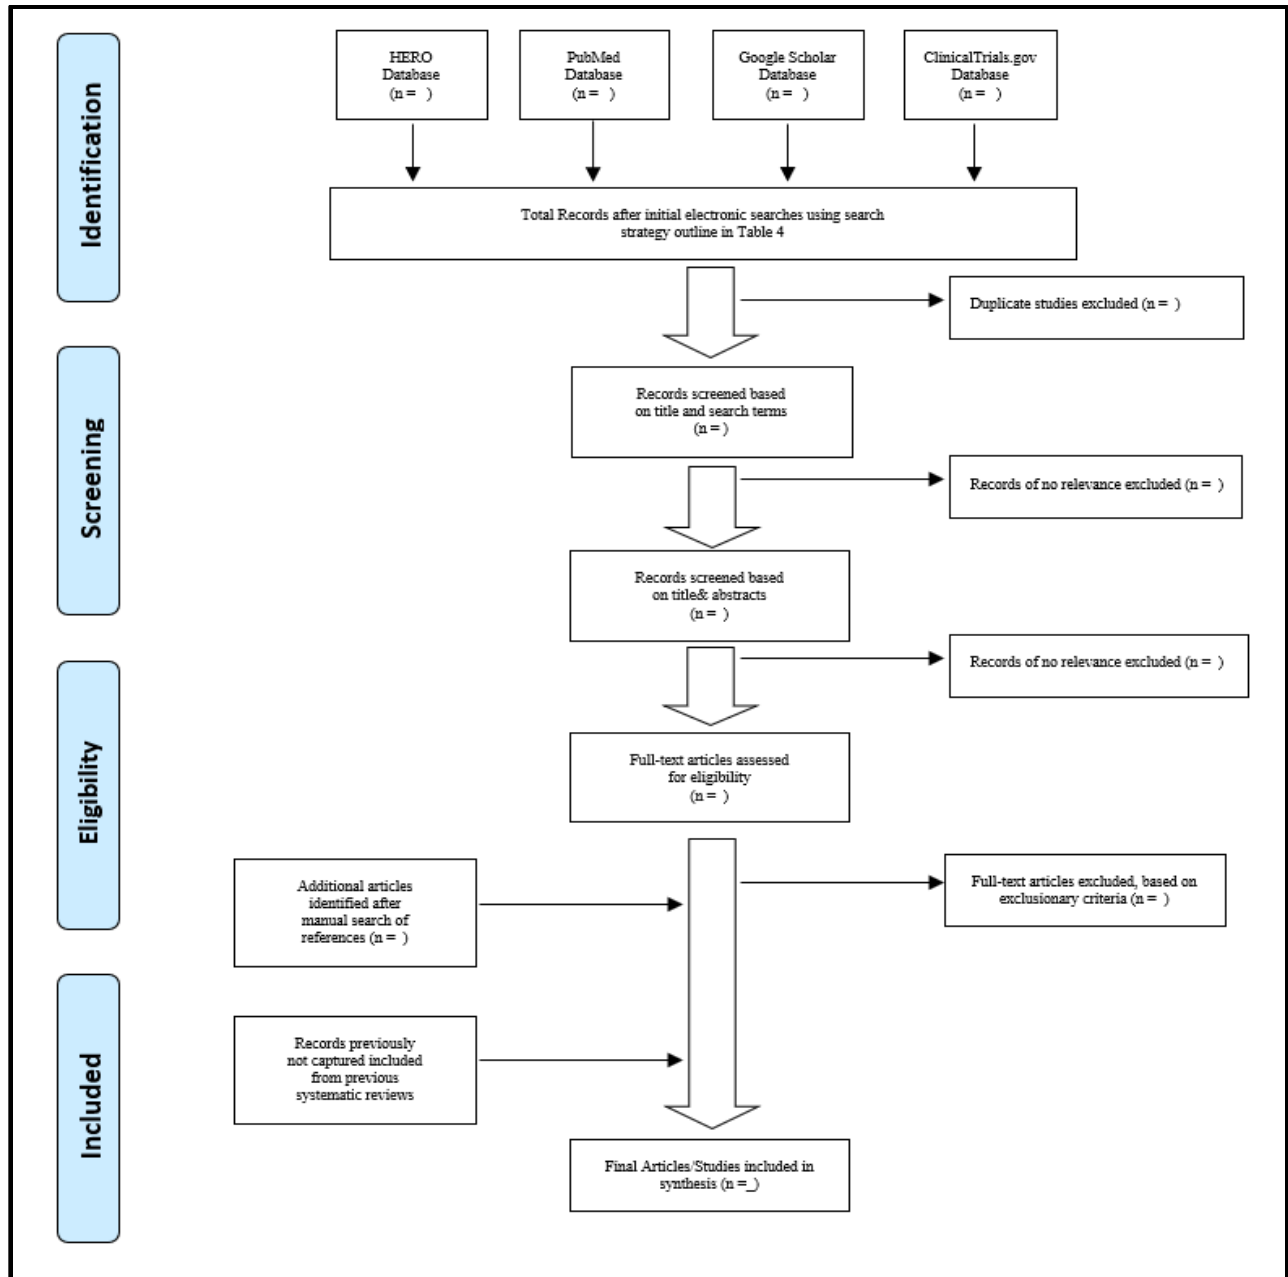 Identification
HERO
Database
(n =   )
PubMed
Database
(n =   )
Google Scholar
Database
(n =   )
ClinicalTrials.gov
Database
(n =   )
Total Records after initial electronic searches using search
strategy outline in Table 4
Duplicate studies excluded (n =  )
Screening
Records screened based
on title and search terms
(n = )
Records of no relevance excluded (n =  )
Records screened based
on title& abstracts
(n =  )
Records of no relevance excluded (n =  )
Eligibility
Full-text articles assessed
for eligibility
(n =  )
Additional articles
identified after
manual search of
references (n =  )
Full-text articles excluded, based on
exclusionary criteria (n =  )
Included
Records previously
not captured included
from previous
systematic reviews
Final Articles/Studies included in
synthesis (n =_)